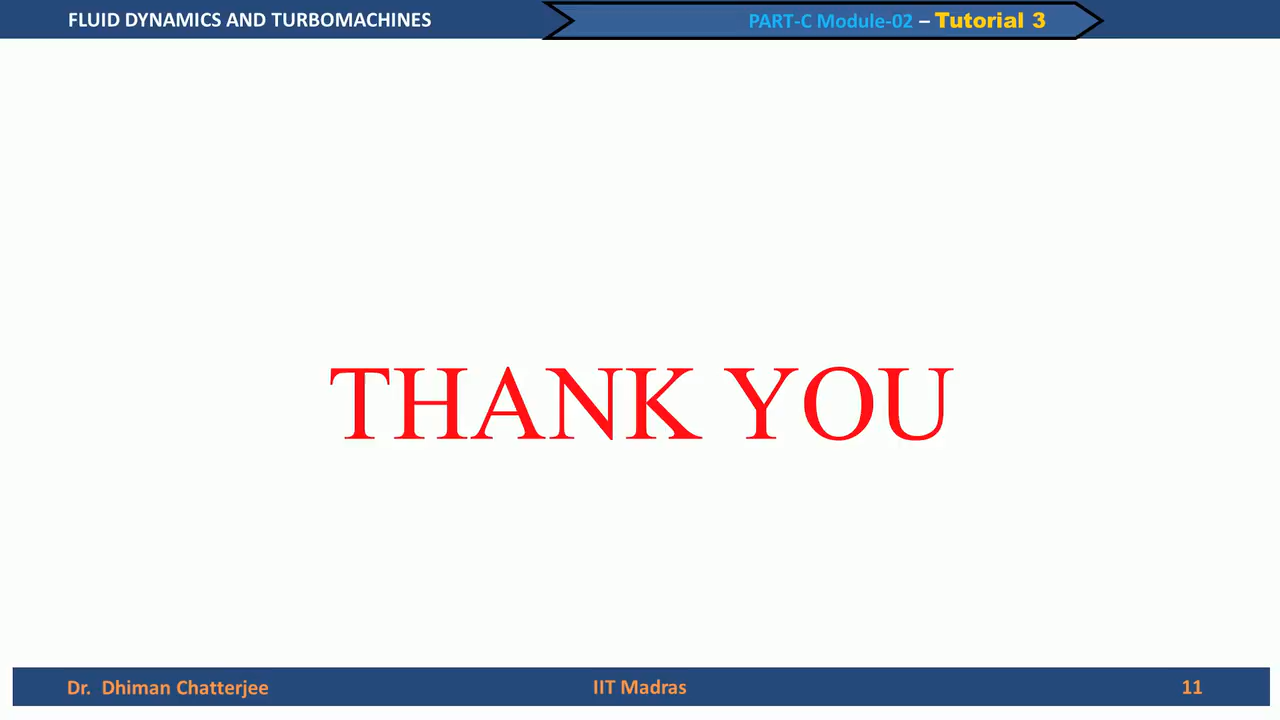 FLUID DYNAMICS AND TURBOMACHINES
PART-C Module-02 – Tutorial 3
THANK YOU
Dr. Dhiman Chatterjee
IIT Madras
11